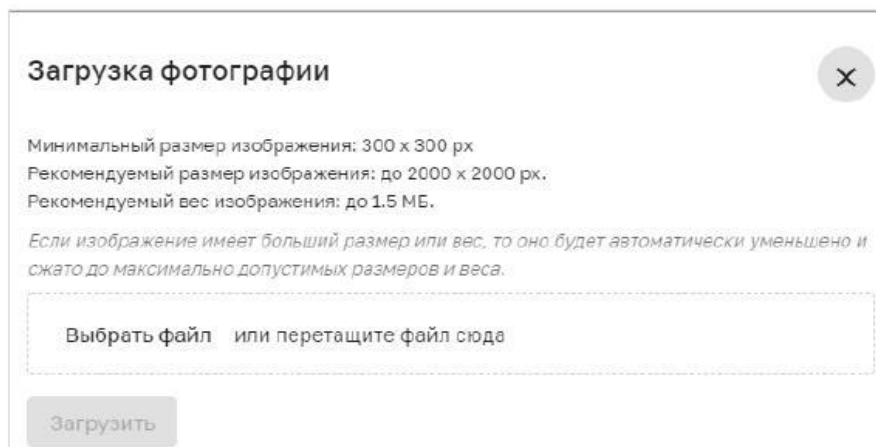 Загрузка фотографии
Минимальный размер изображения: 300 x 300 px
Рекомендуемый размер изображения: до 2000 x 2000 px.
Рекомендуемый вес изображения: до 1.5 МБ.
Если изображение имеет больший размер или вес, то оно будет автоматически уменьшено и
сжато до максимально допустимых размеров и веса.
Выбрать файл или перетащите файл сюда
Загрузить